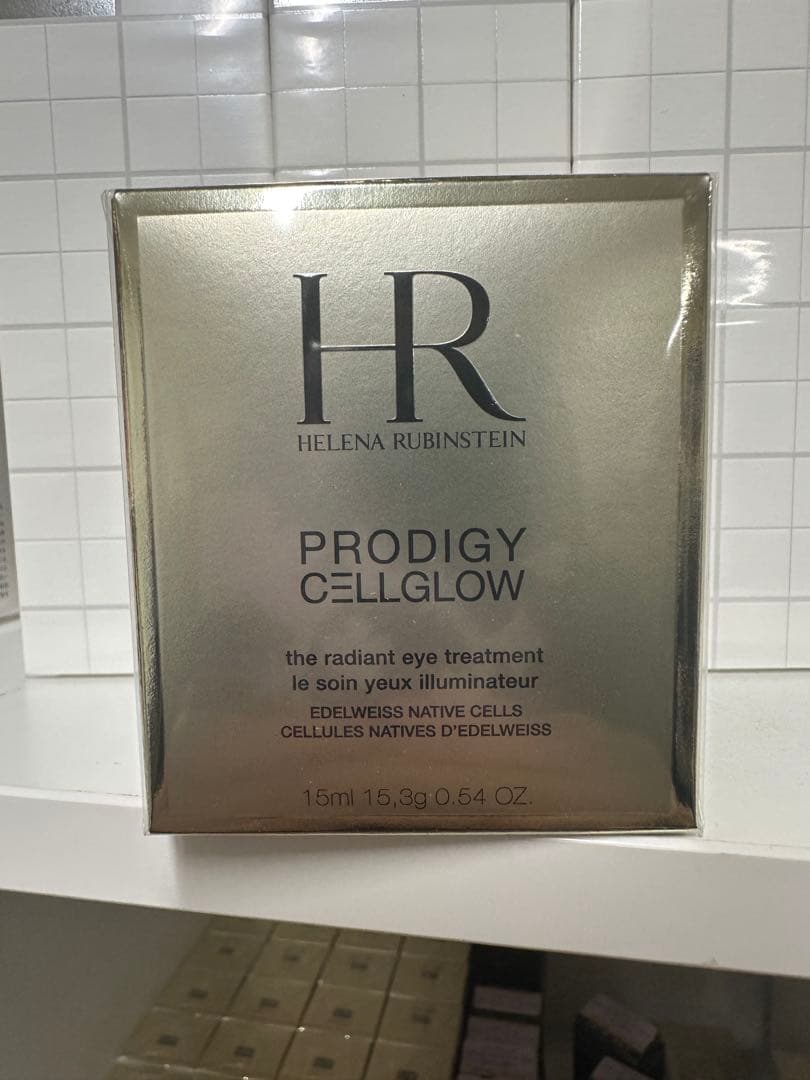 HR
HELENA RUBINSTEIN
PRODIGY
CELLGLOW
the radiant eye treatment
le soin yeux illuminateur
EDELWEISS NATIVE CELLS
CELLULES NATIVES D'EDELWEISS
15ml 15,3g 0.54 OZ.